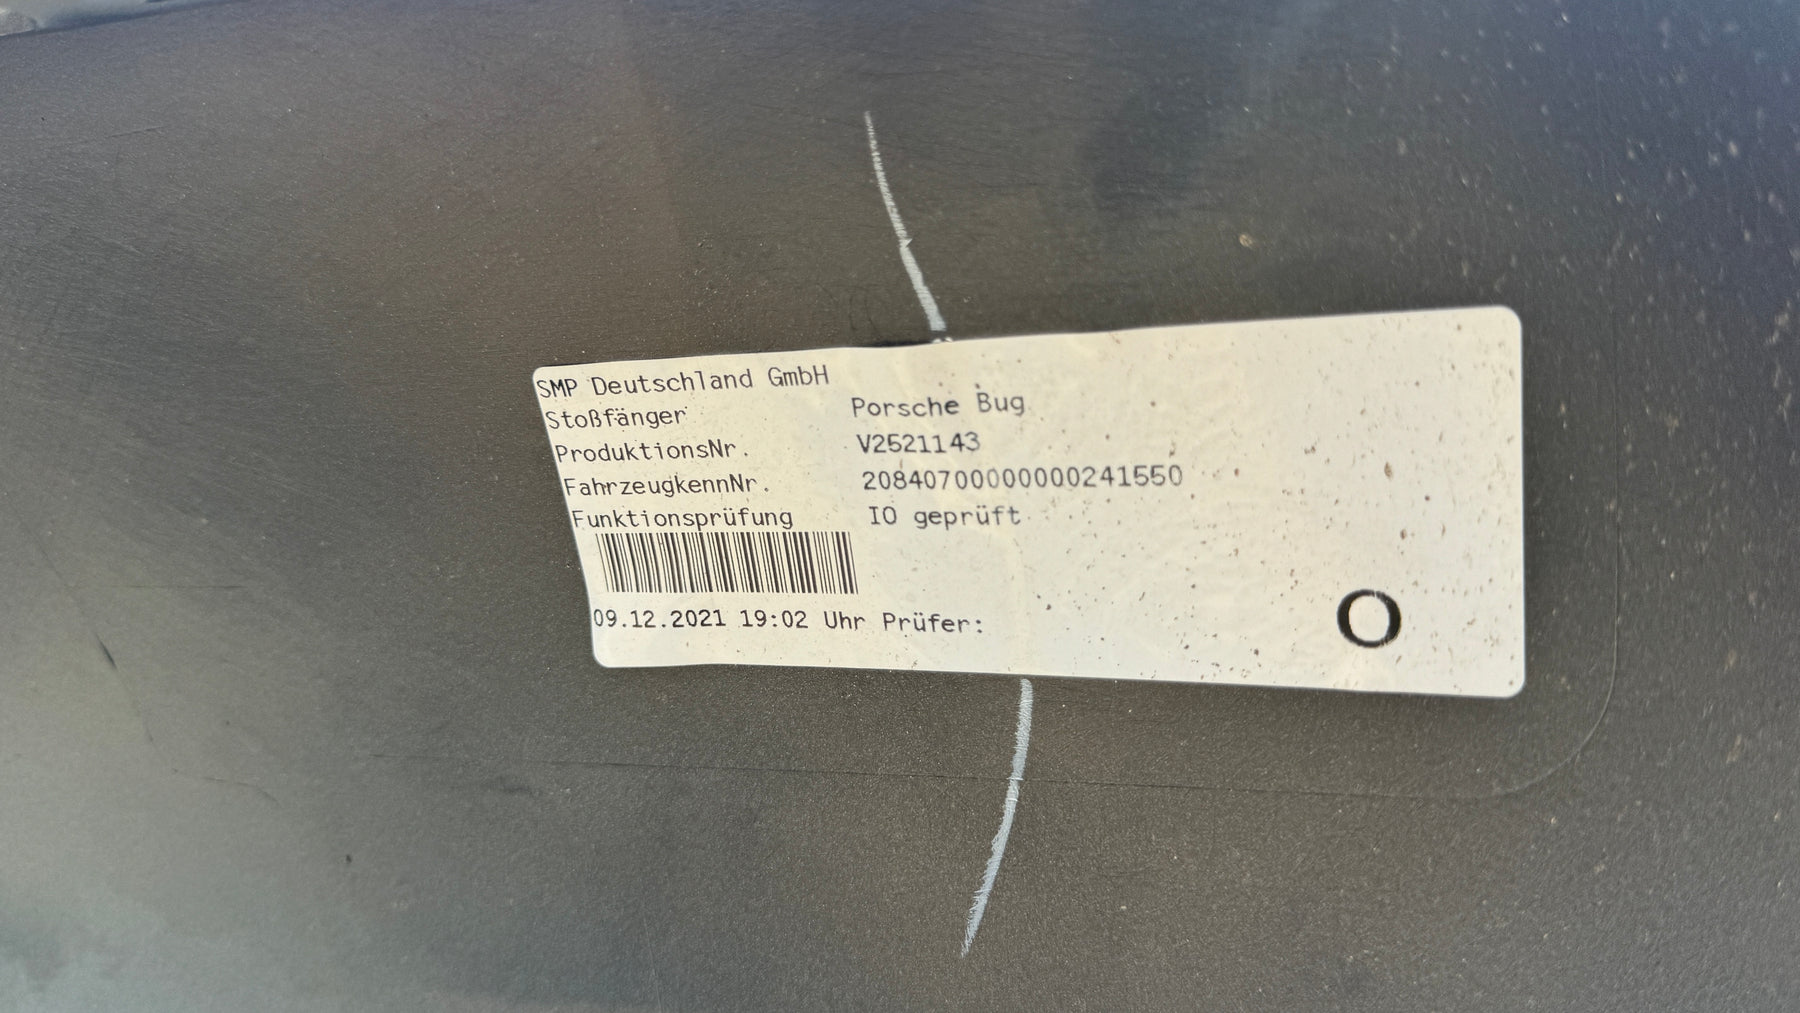 SMP Deutschland GmbH
Stoßfänger Porsche Bug
ProduktionsNr. V2521143
FahrzeugkennNr. 20840700000000241550
Funktionsprüfung IO geprüft
09.12.2021 19:02 Uhr Prüfer:
O